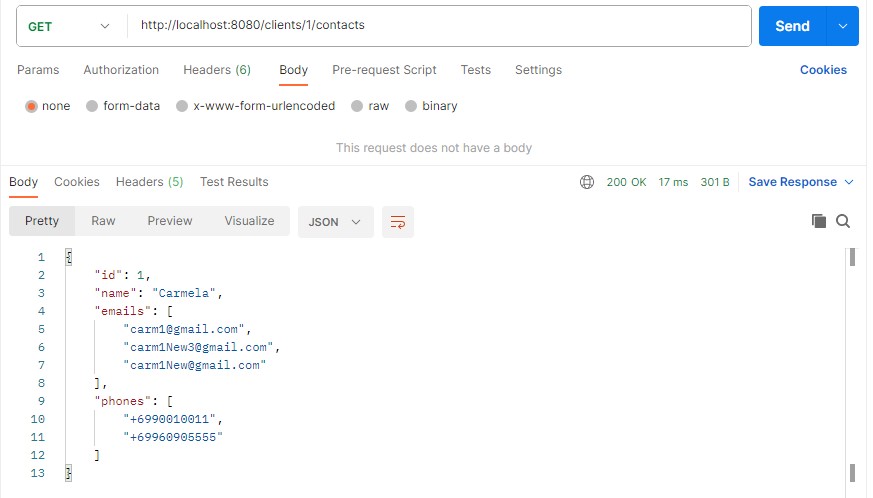 GET http://localhost:8080/clients/1/contacts Send
Params Authorization Headers (6) Body Pre-request Script Tests Settings Cookies
none form-data x-www-form-urlencoded raw binary
This request does not have a body
Body Cookies Headers (5) Test Results 200 OK 17 ms 301 B Save Response
Pretty Raw Preview Visualize JSON
1 {
2 "id": 1,
3 "name": "Carmela",
4 "emails": [
5 "carm1@gmail.com",
6 "carm1New3@gmail.com",
7 "carm1New@gmail.com"
8 ],
9 "phones": [
10 "+6990010011",
11 "+69960905555"
12 ]
13 }